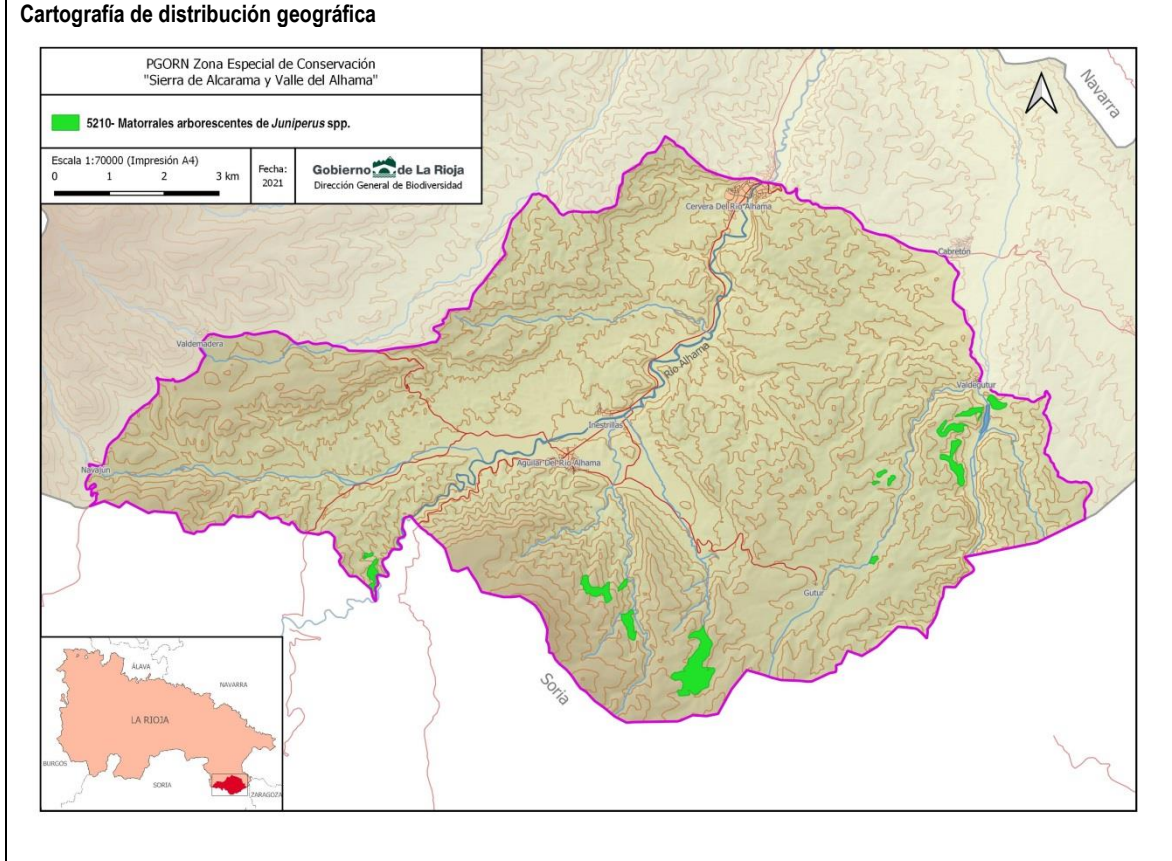 Cartografía de distribución geográfica
PGORN Zona Especial de Conservación
"Sierra de Alcarama y Valle del Alhama"
5210- Matorrales arborescentes de Juniperus spp.
Escala 1:70000 (Impresión A4)
0 1 2 3 km
Fecha:
2021
Gobierno de La Rioja
Dirección General de Biodiversidad
Navarra
Cervera Del Río Alhama
Cabretón
Valdemadera
Río Alhama
Valdegutur
Inestrillas
Aguilar Del Río Alhama
Navajun
Gutur
Soria
ÁLAVA
NAVARRA
LA RIOJA
BURGOS
SORIA
ZARAGOZA